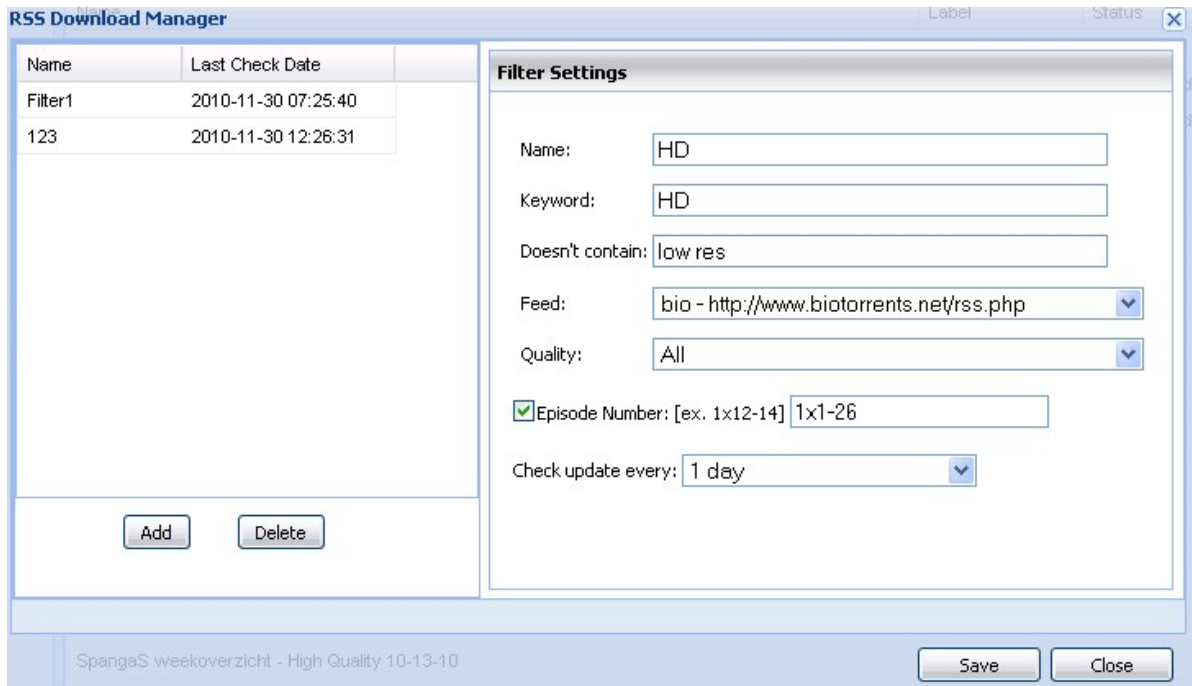 Name Label Status
RSS Download Manager
Name Last Check Date
Filter1 2010-11-30 07:25:40
123 2010-11-30 12:26:31
Add Delete
Filter Settings
Name: HD
Keyword: HD
Doesn't contain: low res
Feed: bio - http://www.biotorrents.net/rss.php
Quality: All
Episode Number: [ex. 1x12-14] 1x1-26
Check update every: 1 day
SpangaS weekoverzicht - High Quality 10-13-10
Save Close